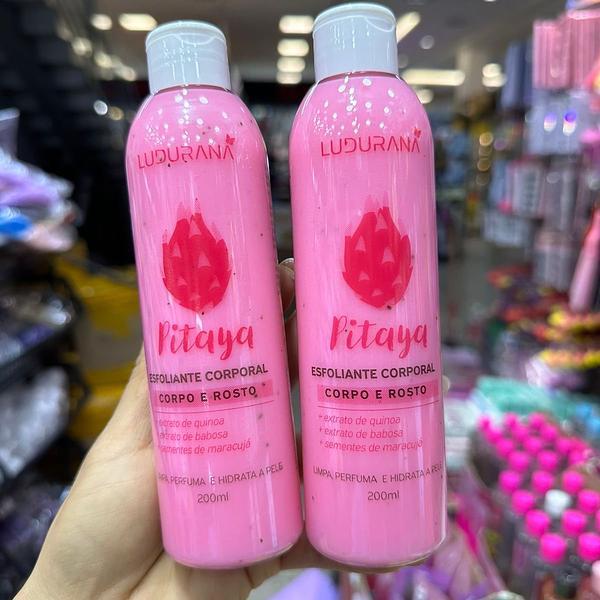 LUDURANA
Pitaya
ESFOLIANTE CORPORAL
CORPO E ROSTO
extrato de quinoa
extrato de babosa
sementes de maracujá
LIMPA, PERFUMA E HIDRATA A PELE
200ml
LUDURANA
Pitaya
ESFOLIANTE CORPORAL
CORPO E ROSTO
+ extrato de quinoa
+ extrato de babosa
+ sementes de maracujá
LIMPA, PERFUMA E HIDRATA A PELE
200ml